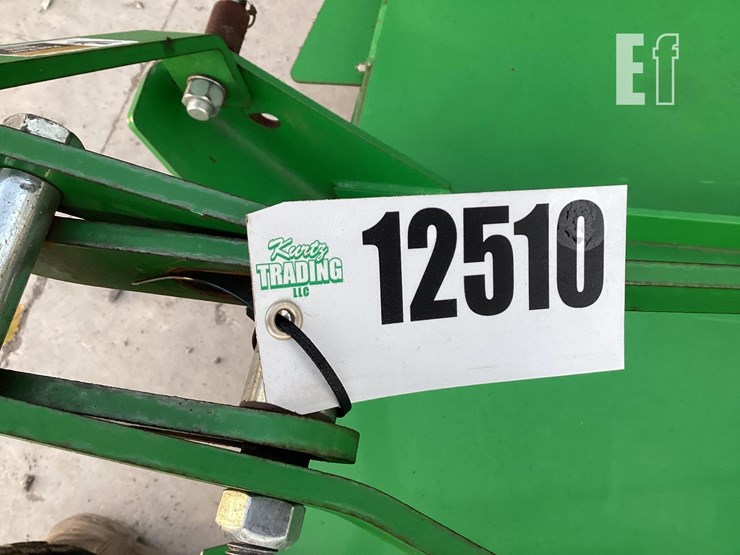 Ef
Kurtz
TRADING
LLC
12510